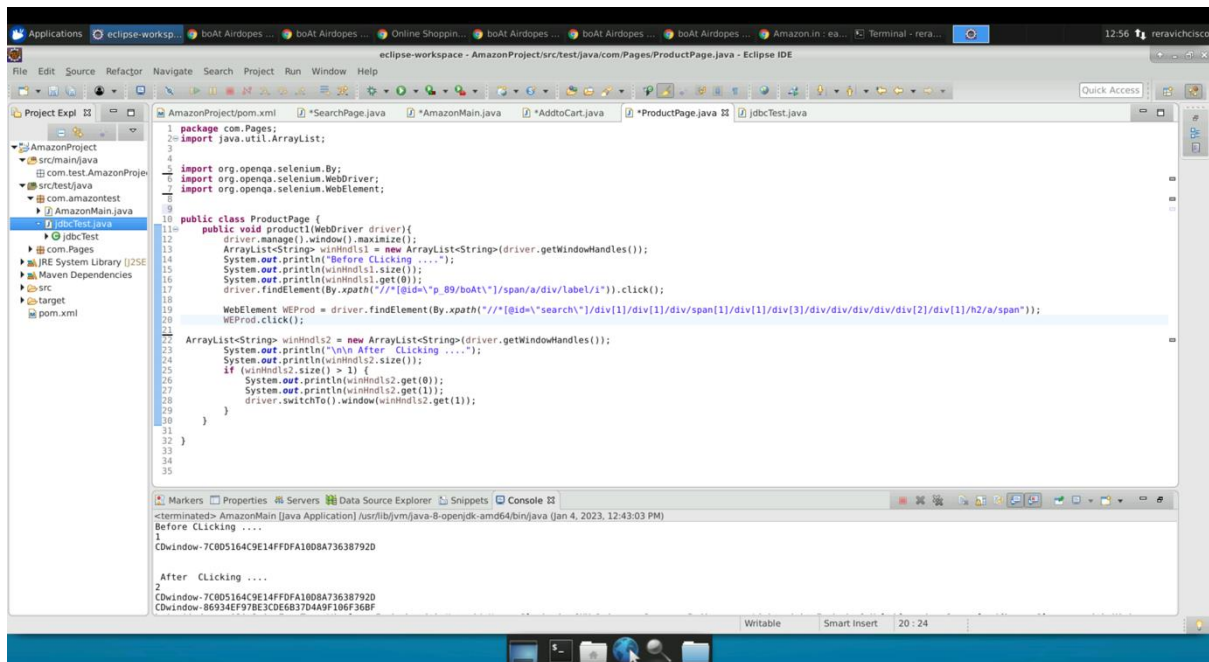 Applications eclipse-worksp... boAt Airdopes ... boAt Airdopes ... Online Shoppin... boAt Airdopes ... boAt Airdopes ... boAt Airdopes ... Amazon.in : ea... Terminal - rera... 12:56 reravichcisco
eclipse-workspace - AmazonProject/src/test/java/com/Pages/ProductPage.java - Eclipse IDE
File Edit Source Refactor Navigate Search Project Run Window Help
Quick Access
Project Expl
AmazonProject/pom.xml *SearchPage.java *AmazonMain.java *AddtoCart.java *ProductPage.java jdbcTest.java
AmazonProject
src/main/java
com.test.AmazonProje
src/test/java
com.amazontest
AmazonMain.java
jdbcTest.java
jdbcTest
com.Pages
JRE System Library [J2SE
Maven Dependencies
src
target
pom.xml
1 package com.Pages;
2 import java.util.ArrayList;
3
4
5 import org.openqa.selenium.By;
6 import org.openqa.selenium.WebDriver;
7 import org.openqa.selenium.WebElement;
8
9
10 public class ProductPage {
11 public void product1(WebDriver driver){
12 driver.manage().window().maximize();
13 ArrayList<String> winHndls1 = new ArrayList<String>(driver.getWindowHandles());
14 System.out.println("Before CLicking ....");
15 System.out.println(winHndls1.size());
16 System.out.println(winHndls1.get(0));
17 driver.findElement(By.xpath("//*[@id=\"p_89/boAt\"]/span/a/div/label/i")).click();
18
19 WebElement WEProd = driver.findElement(By.xpath("//*[@id=\"search\"]/div[1]/div[1]/div/span[1]/div[1]/div[3]/div/div/div/div/div[2]/div[1]/h2/a/span"));
20 WEProd.click();
21
22 ArrayList<String> winHndls2 = new ArrayList<String>(driver.getWindowHandles());
23 System.out.println("\n\n After  CLicking ....");
24 System.out.println(winHndls2.size());
25 if (winHndls2.size() > 1) {
26 System.out.println(winHndls2.get(0));
27 System.out.println(winHndls2.get(1));
28 driver.switchTo().window(winHndls2.get(1));
29 }
30 }
31
32 }
33
34
35
Markers Properties Servers Data Source Explorer Snippets Console
<terminated> AmazonMain [Java Application] /usr/lib/jvm/java-8-openjdk-amd64/bin/java (Jan 4, 2023, 12:43:03 PM)
Before CLicking ....
1
CDwindow-7C0D5164C9E14FFDFA10D8A73638792D
After  CLicking ....
2
CDwindow-7C0D5164C9E14FFDFA10D8A73638792D
CDwindow-86934EF97BE3CDE6B37D4A9F106F36BF
Writable Smart Insert 20 : 24